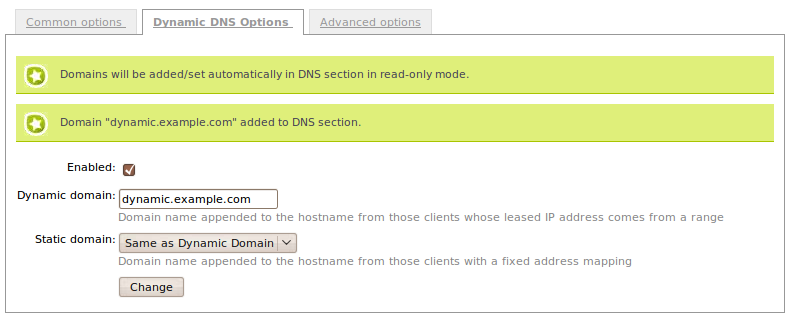 Common options Dynamic DNS Options Advanced options
Domains will be added/set automatically in DNS section in read-only mode.
Domain "dynamic.example.com" added to DNS section.
Enabled:
Dynamic domain: dynamic.example.com
Domain name appended to the hostname from those clients whose leased IP address comes from a range
Static domain: Same as Dynamic Domain
Domain name appended to the hostname from those clients with a fixed address mapping
Change